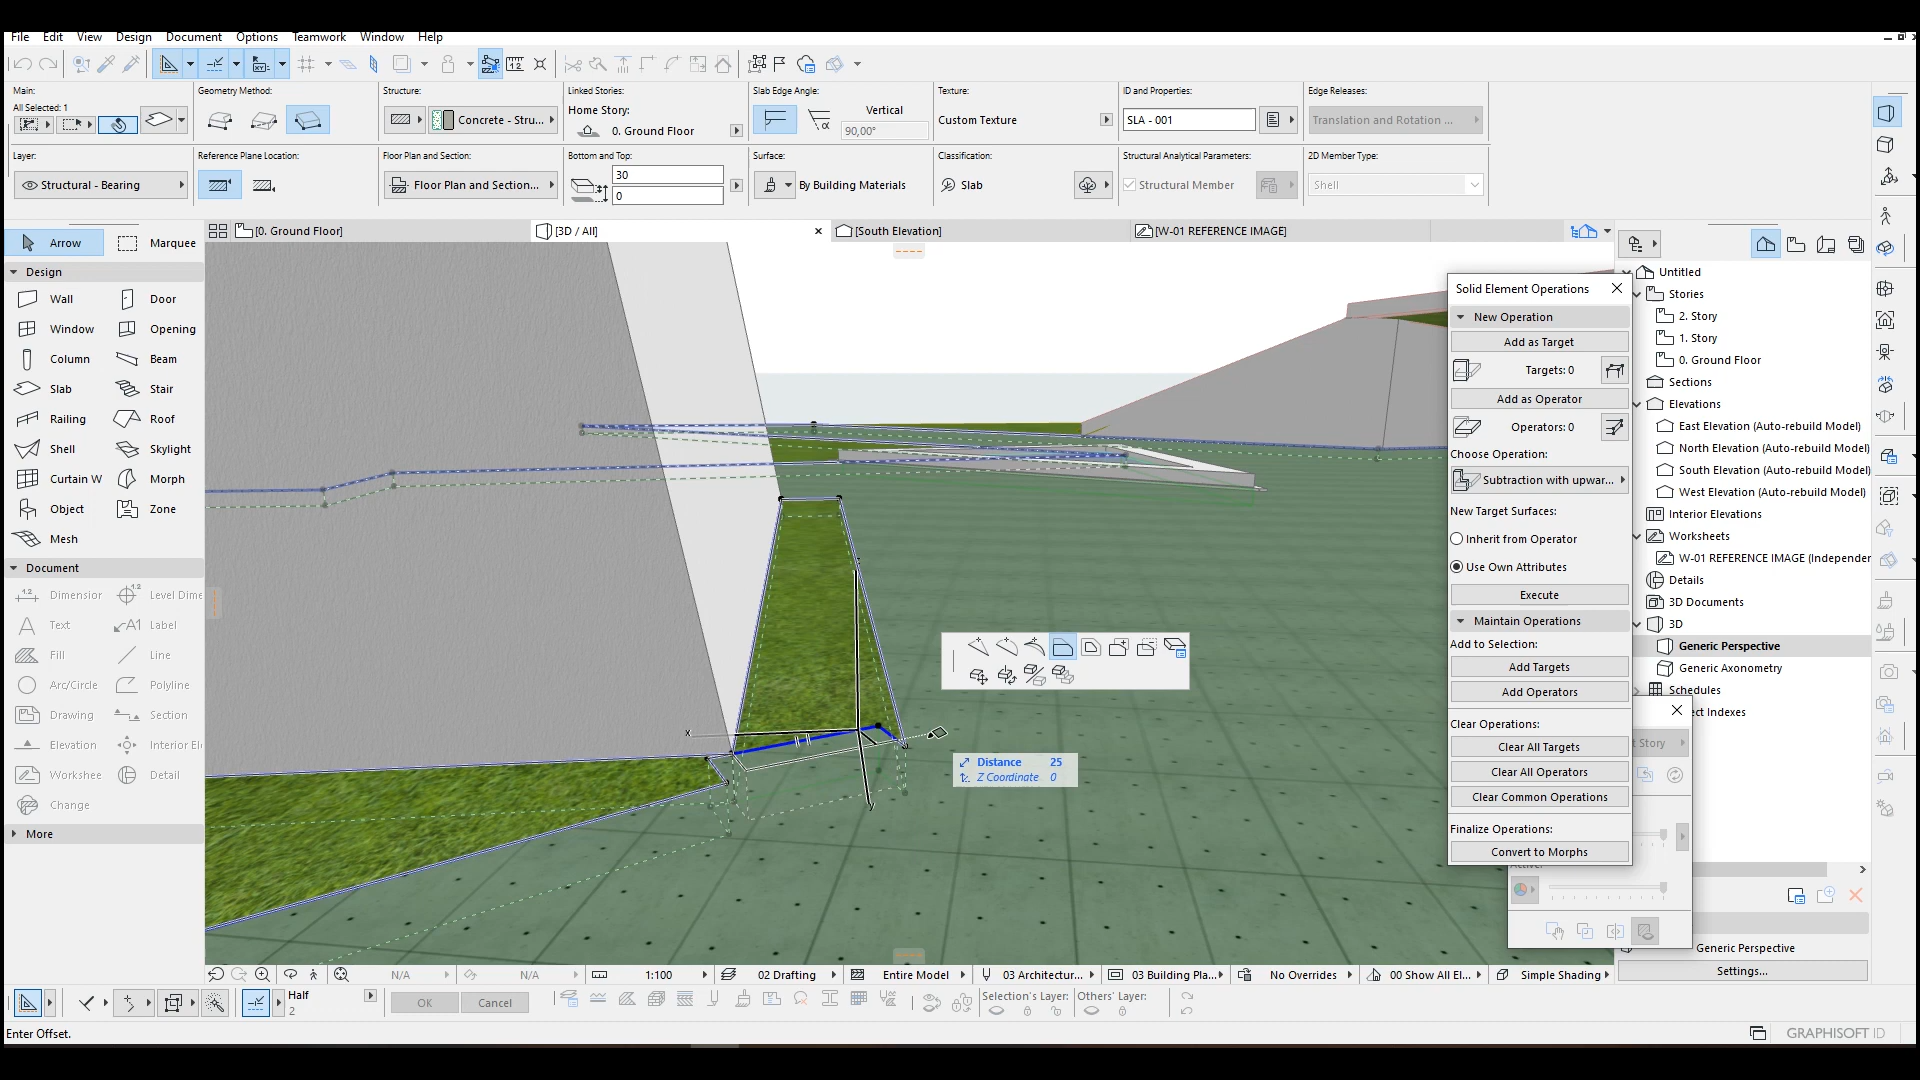 File Edit View Design Document Options Teamwork Window Help
Main:
All Selected: 1
Geometry Method:
Structure:
Concrete - Stru...
Linked Stories:
Home Story:
0. Ground Floor
Slab Edge Angle:
Vertical
90,00°
Texture:
Custom Texture
ID and Properties:
SLA - 001
Edge Releases:
Translation and Rotation ...
Layer:
Structural - Bearing
Reference Plane Location:
Floor Plan and Section:
Floor Plan and Section...
Bottom and Top:
30
0
Surface:
By Building Materials
Classification:
Slab
Structural Analytical Parameters:
Structural Member
2D Member Type:
Shell
Arrow Marquee
[0. Ground Floor]
[3D / All]
[South Elevation]
[W-01 REFERENCE IMAGE]
Design
Wall Door
Window Opening
Column Beam
Slab Stair
Railing Roof
Shell Skylight
Curtain W Morph
Object Zone
Mesh
Document
Dimension Level Dime
Text Label
Fill Line
Arc/Circle Polyline
Drawing Section
Elevation Interior El
Workshee Detail
Change
More
x
Distance 25
Z Coordinate 0
Solid Element Operations
New Operation
Add as Target
Targets: 0
Add as Operator
Operators: 0
Choose Operation:
Subtraction with upwar...
New Target Surfaces:
Inherit from Operator
Use Own Attributes
Execute
Maintain Operations
Add to Selection:
Add Targets
Add Operators
Clear Operations:
Clear All Targets
Clear All Operators
Clear Common Operations
Finalize Operations:
Convert to Morphs
Untitled
Stories
2. Story
1. Story
0. Ground Floor
Sections
Elevations
East Elevation (Auto-rebuild Model)
North Elevation (Auto-rebuild Model)
South Elevation (Auto-rebuild Model)
West Elevation (Auto-rebuild Model)
Interior Elevations
Worksheets
W-01 REFERENCE IMAGE (Independer
Details
3D Documents
3D
Generic Perspective
Generic Axonometry
Schedules
ect Indexes
t Story
Generic Perspective
Settings...
N/A
N/A
1:100
02 Drafting
Entire Model
03 Architectur...
03 Building Pla...
No Overrides
00 Show All El...
Simple Shading
Half
2
OK
Cancel
Selection's Layer:
Others' Layer:
Enter Offset.
GRAPHISOFT ID